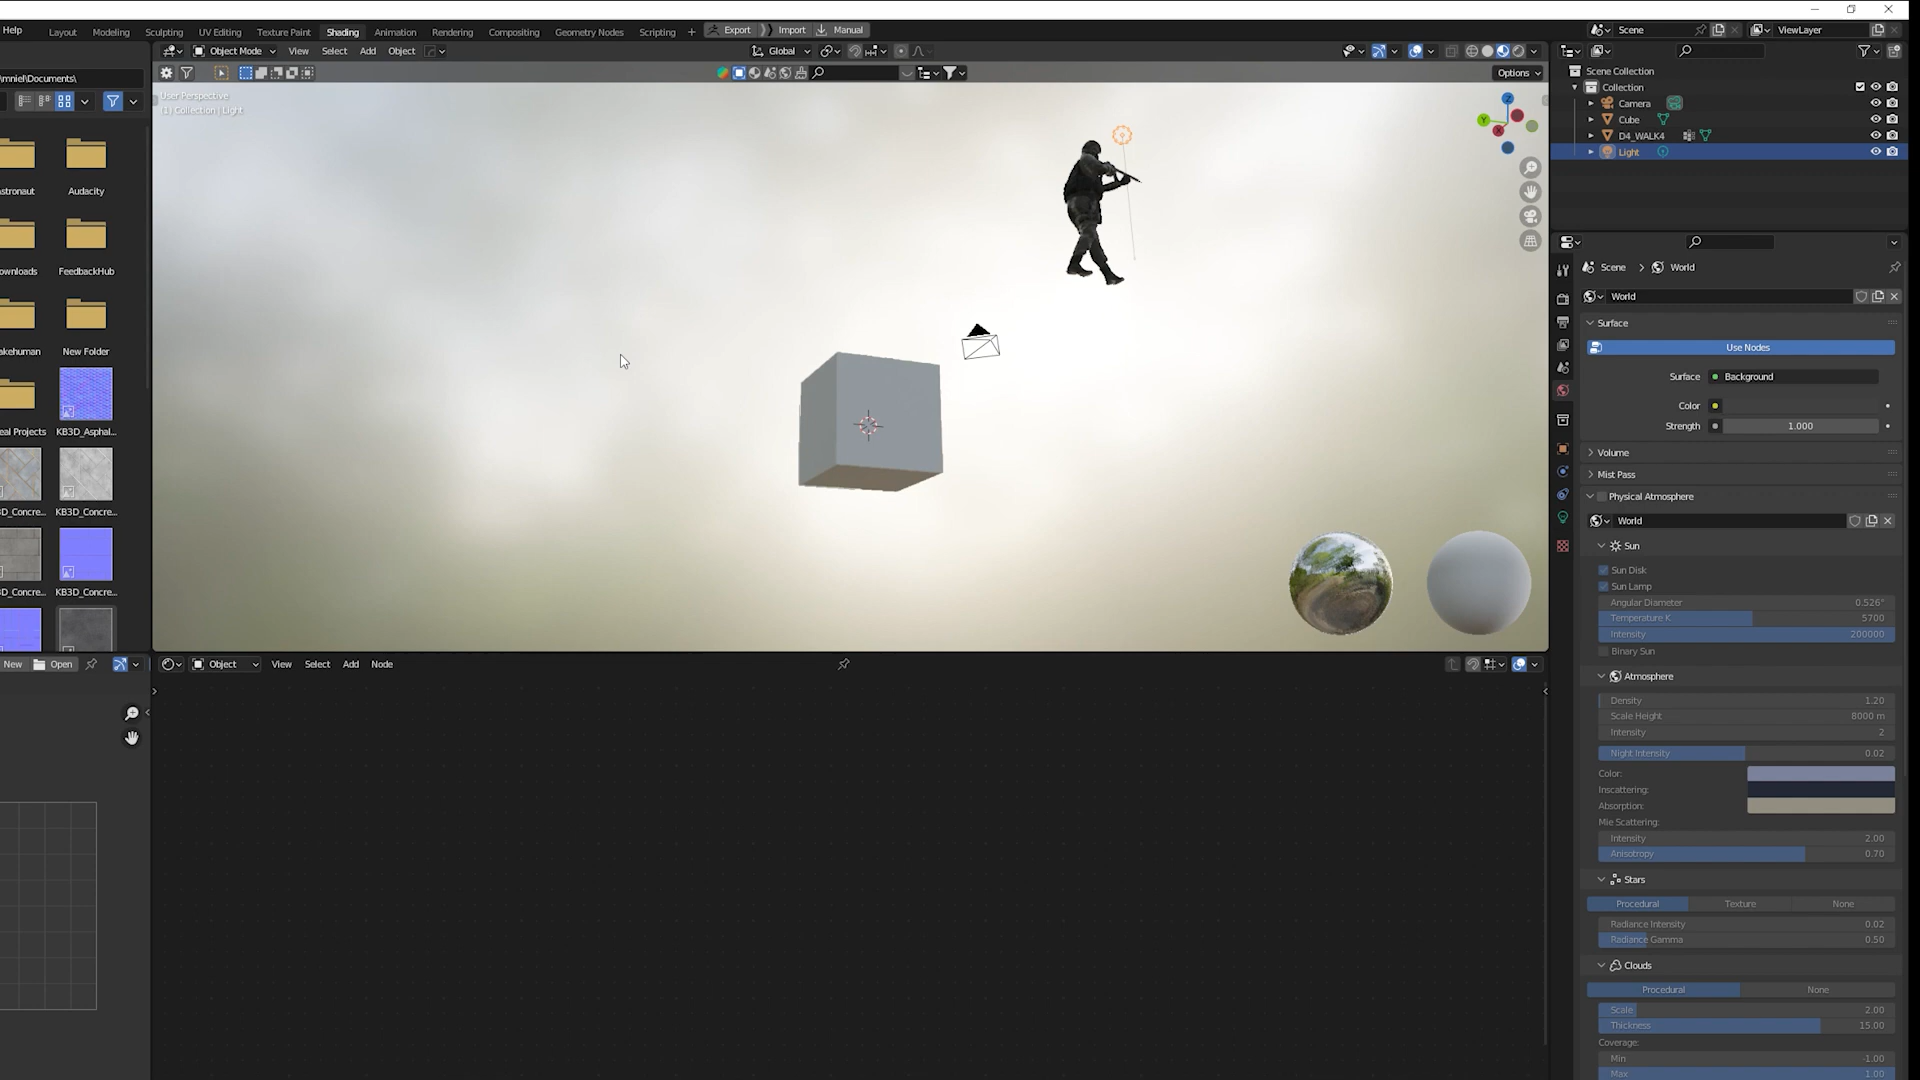 Help
Layout
Modeling
Sculpting
UV Editing
Texture Paint
Shading
Animation
Rendering
Compositing
Geometry Nodes
Scripting
+
Export
Import
Manual
Scene
ViewLayer
Object Mode
View
Select
Add
Object
Global
mniel\Documents\
Options
User Perspective
(1) Collection | Light
Scene Collection
Collection
Camera
Cube
D4_WALK4
Light
Audacity
FeedbackHub
New Folder
eal Projects
KB3D_Asphal...
D_Concre...
KB3D_Concre...
D_Concre...
KB3D_Concre...
Scene
World
World
Surface
Use Nodes
Surface
Background
Color
Strength
1.000
Volume
Mist Pass
Physical Atmosphere
World
Sun
Sun Disk
Sun Lamp
Angular Diameter 0.526°
Temperature K 5700
Intensity 200000
Binary Sun
Atmosphere
Density 1.20
Scale Height 8000 m
Intensity 2
Night Intensity 0.02
Color:
Inscattering:
Absorption:
Mie Scattering:
Intensity 2.00
Anisotropy 0.70
Stars
Procedural Texture None
Radiance Intensity 0.02
Radiance Gamma 0.50
Clouds
Procedural None
Scale 2.00
Thickness 15.00
Coverage:
Min -1.00
Max 1.00
New
Open
Object
View
Select
Add
Node